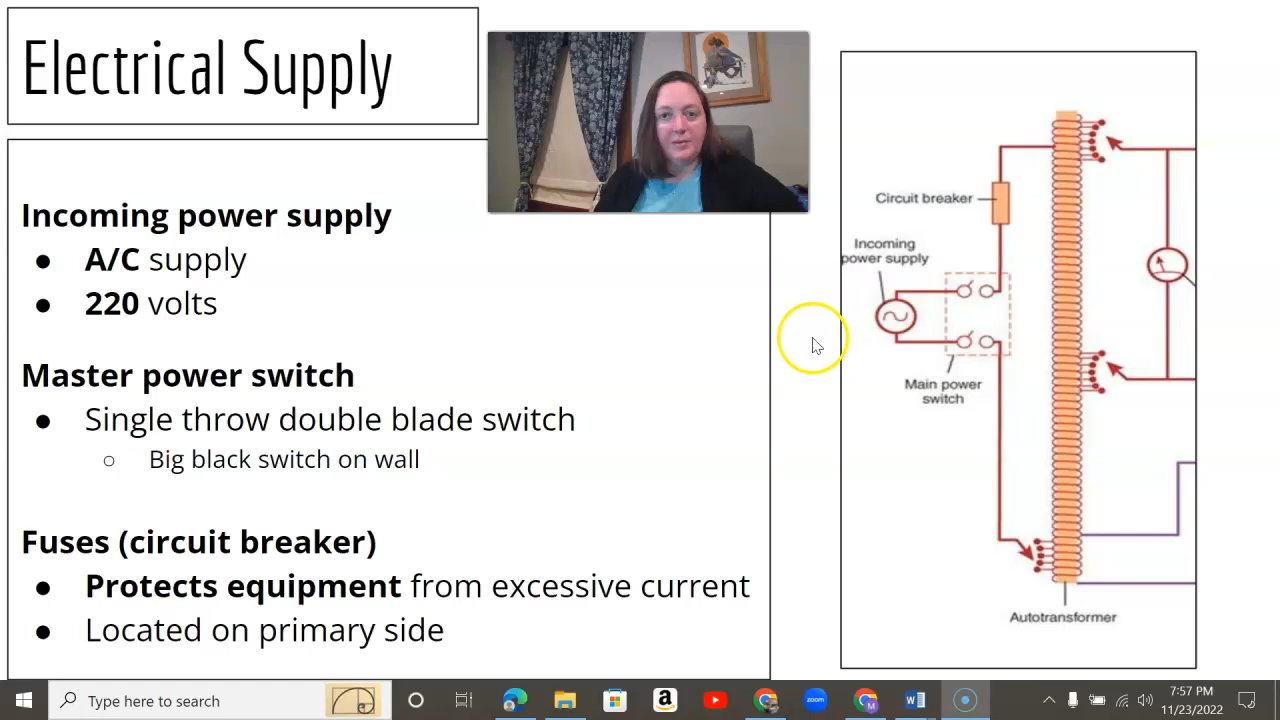 Electrical Supply
Incoming power supply
● A/C supply
● 220 volts
Master power switch
● Single throw double blade switch
○ Big black switch on wall
Fuses (circuit breaker)
● Protects equipment from excessive current
● Located on primary side
Circuit breaker
Incoming
power supply
Main power
switch
Autotransformer
Type here to search
zoom
7:57 PM
11/23/2022